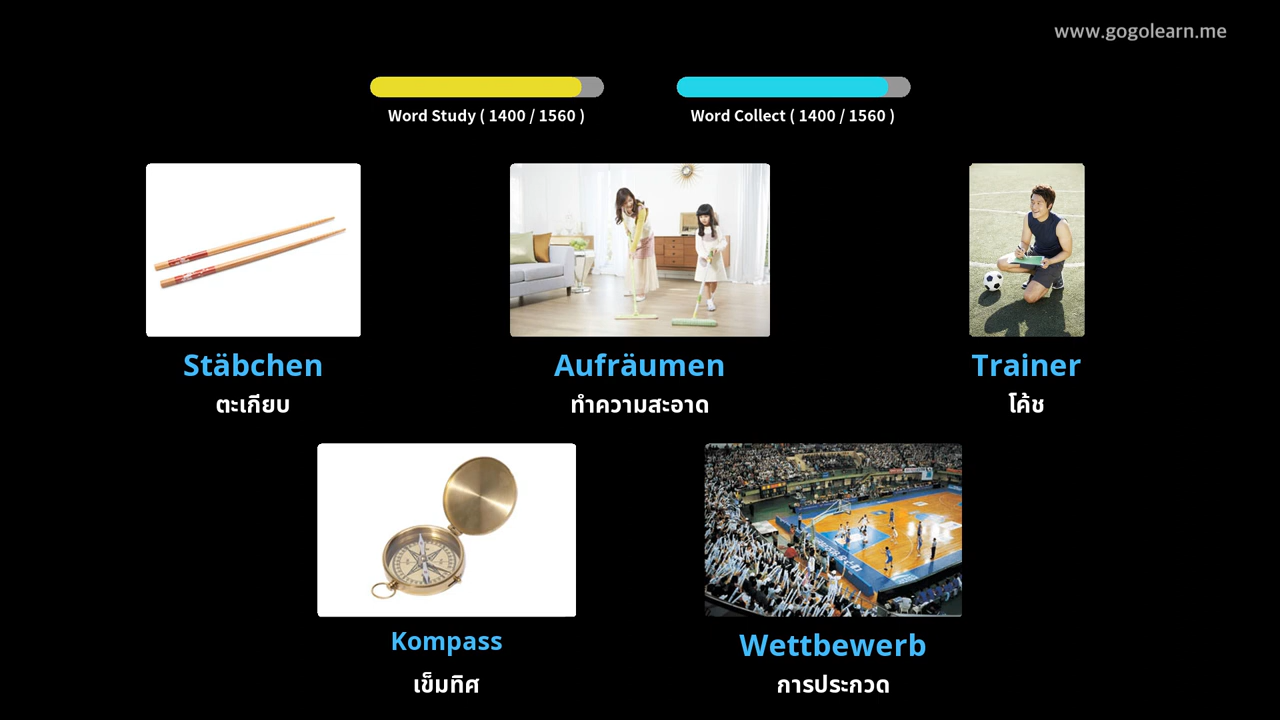 www.gogolearn.me
Word Study ( 1400 / 1560 )
Word Collect ( 1400 / 1560 )
Stäbchen
ตะเกียบ
Aufräumen
ทำความสะอาด
Trainer
โค้ช
Kompass
เข็มทิศ
Wettbewerb
การประกวด